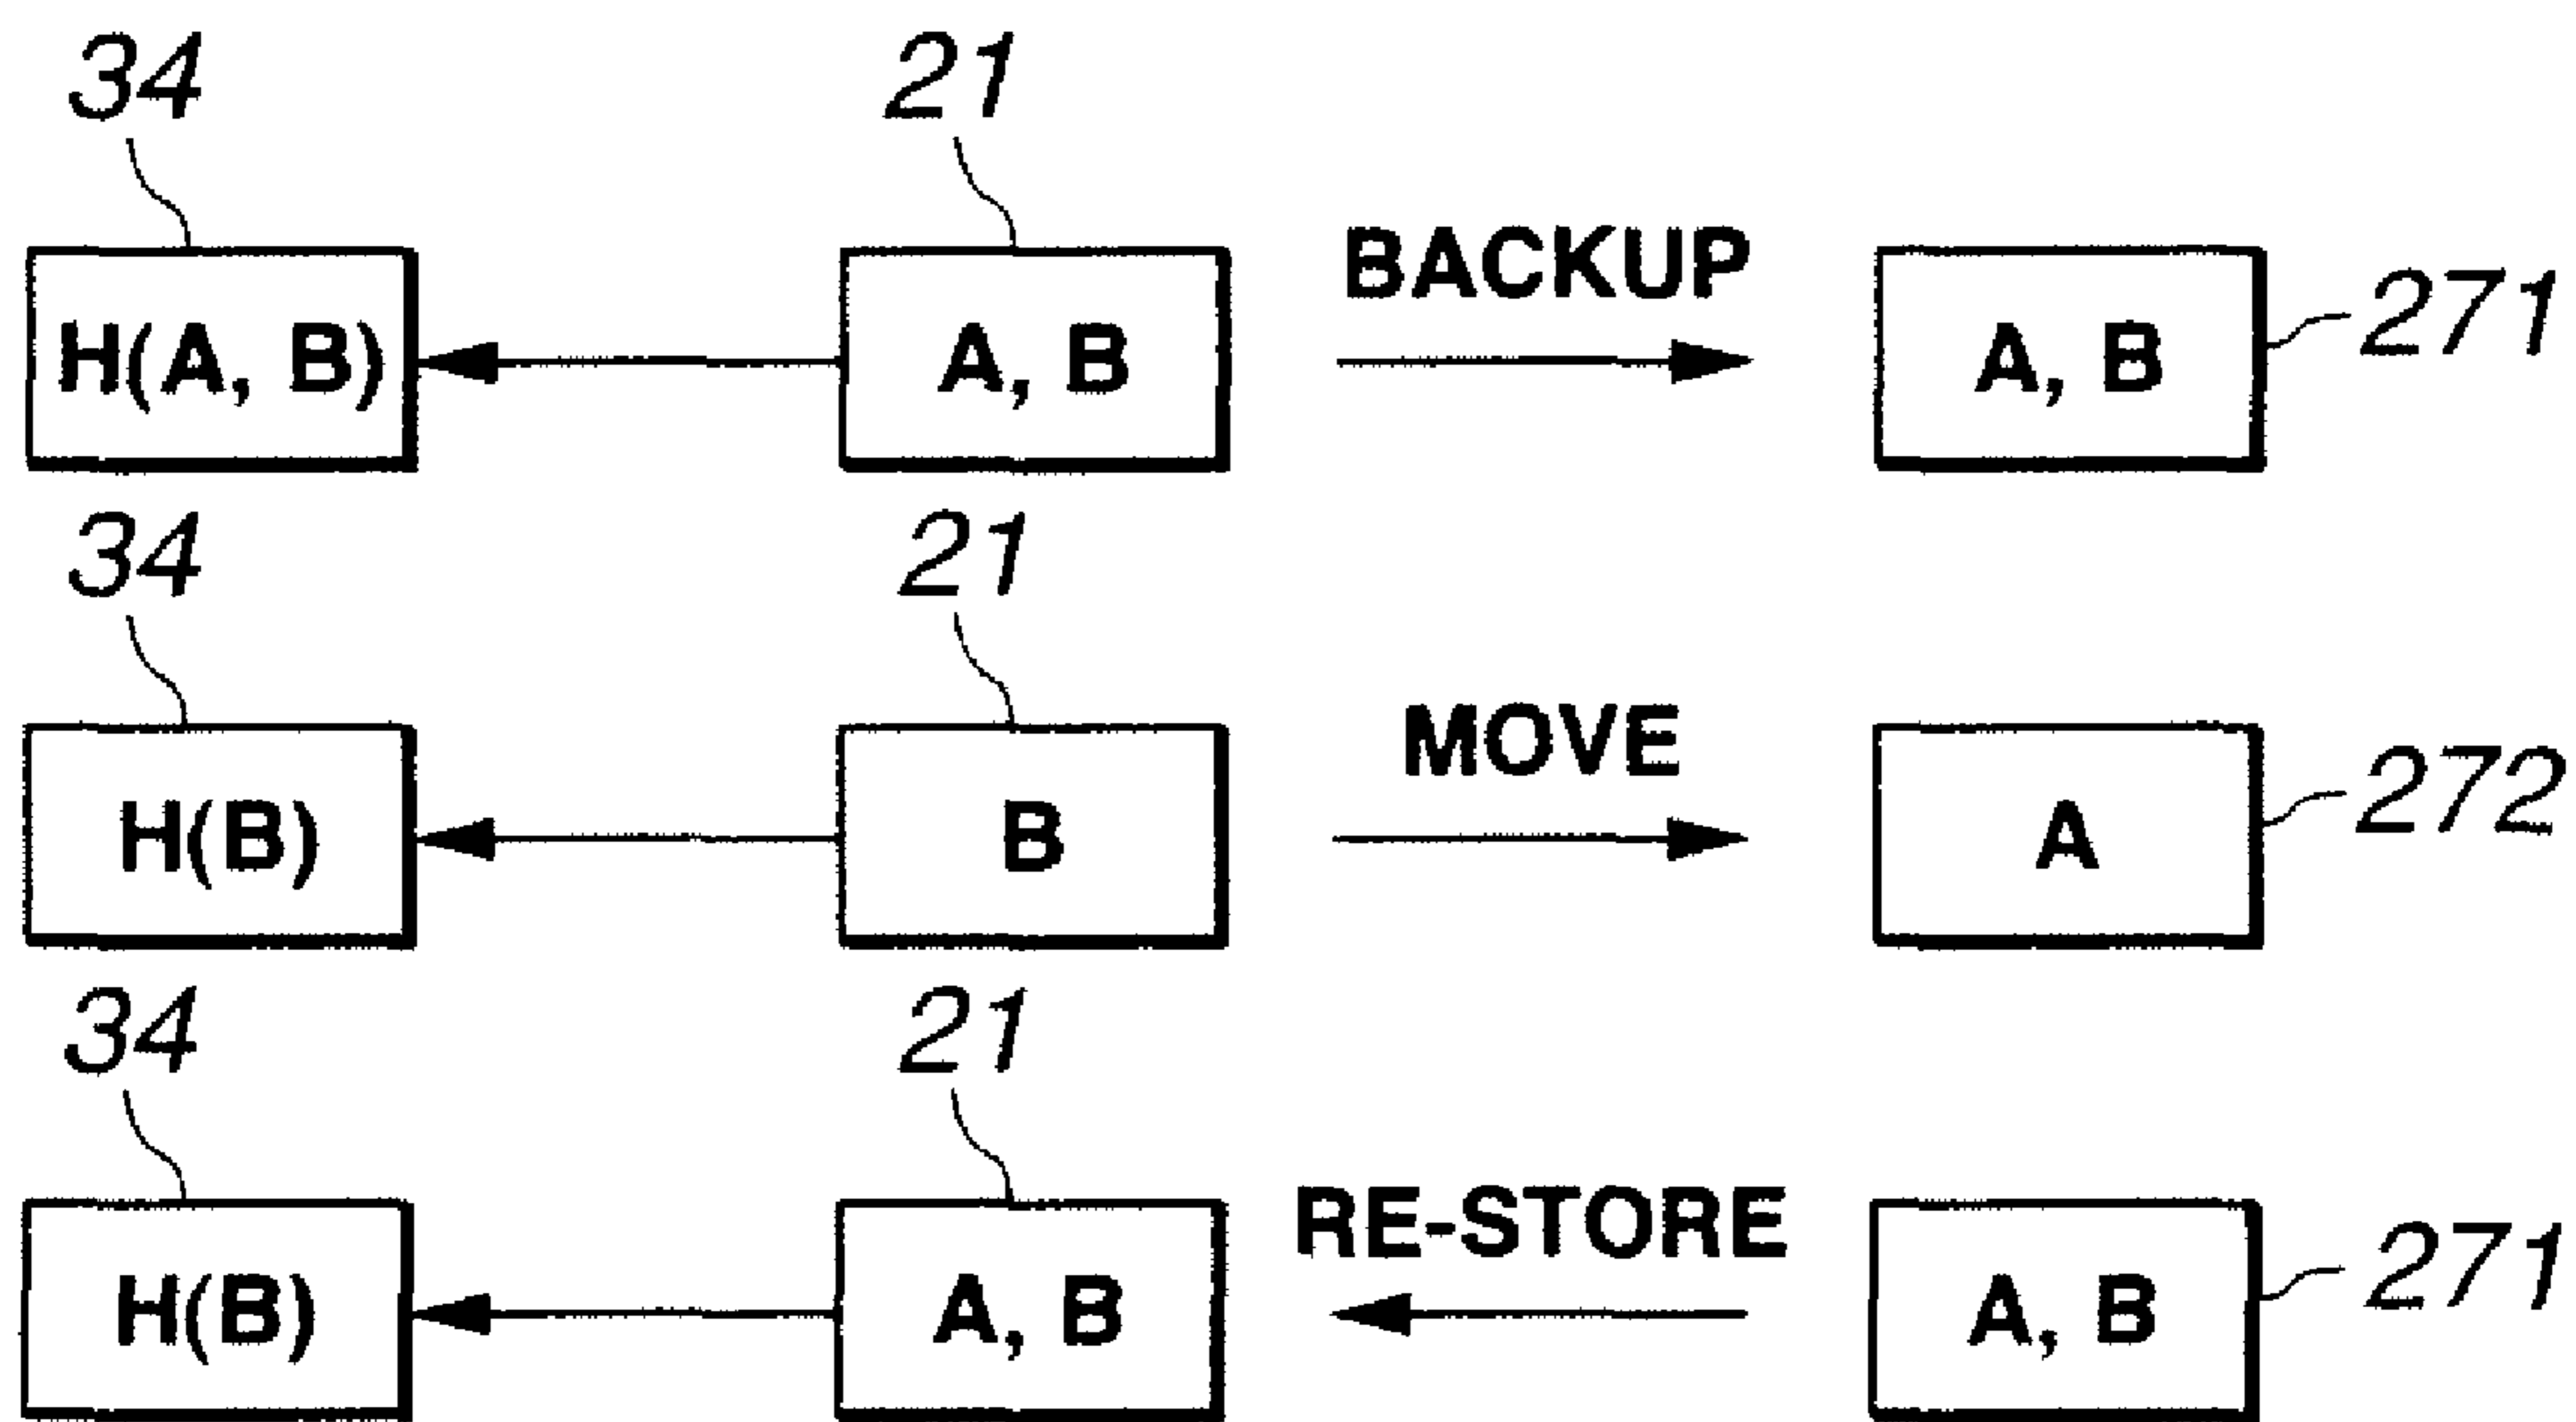 34
21
BACKUP
H(A, B)
A, B
A, B
271
34
21
MOVE
H(B)
B
A
272
34
21
RE-STORE
H(B)
A, B
A, B
271